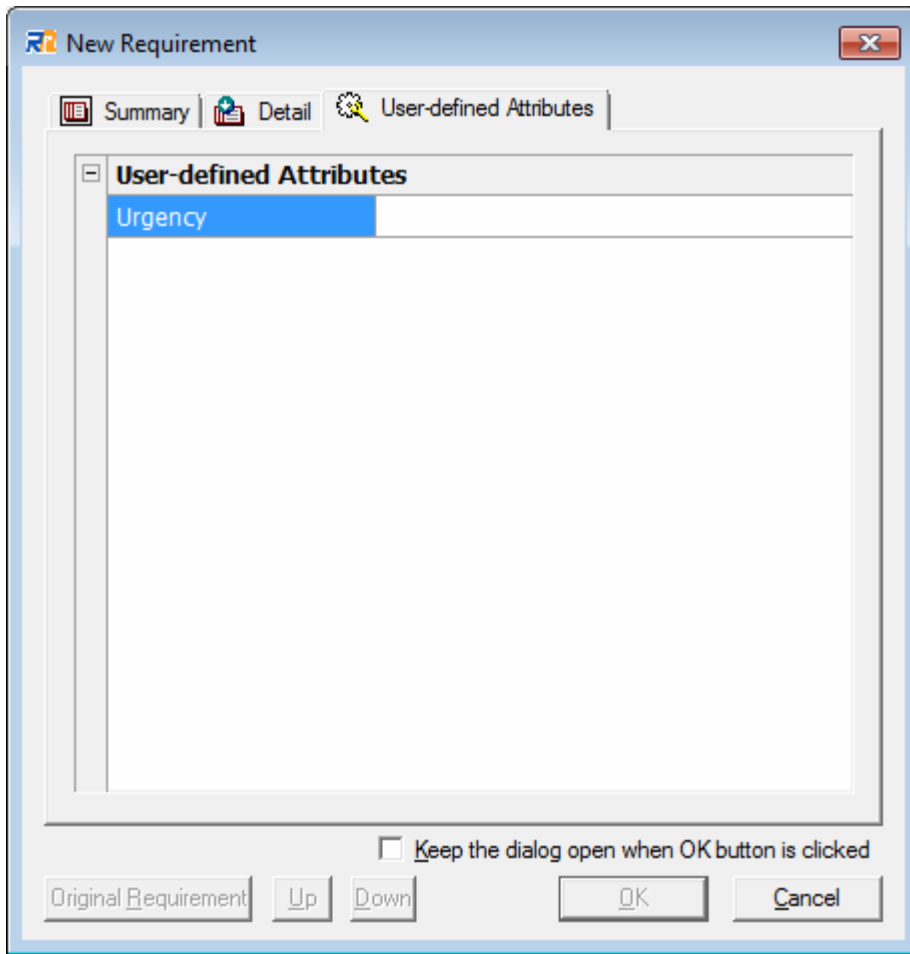 New Requirement
Summary Detail User-defined Attributes
User-defined Attributes
Urgency
Keep the dialog open when OK button is clicked
Original Requirement Up Down OK Cancel